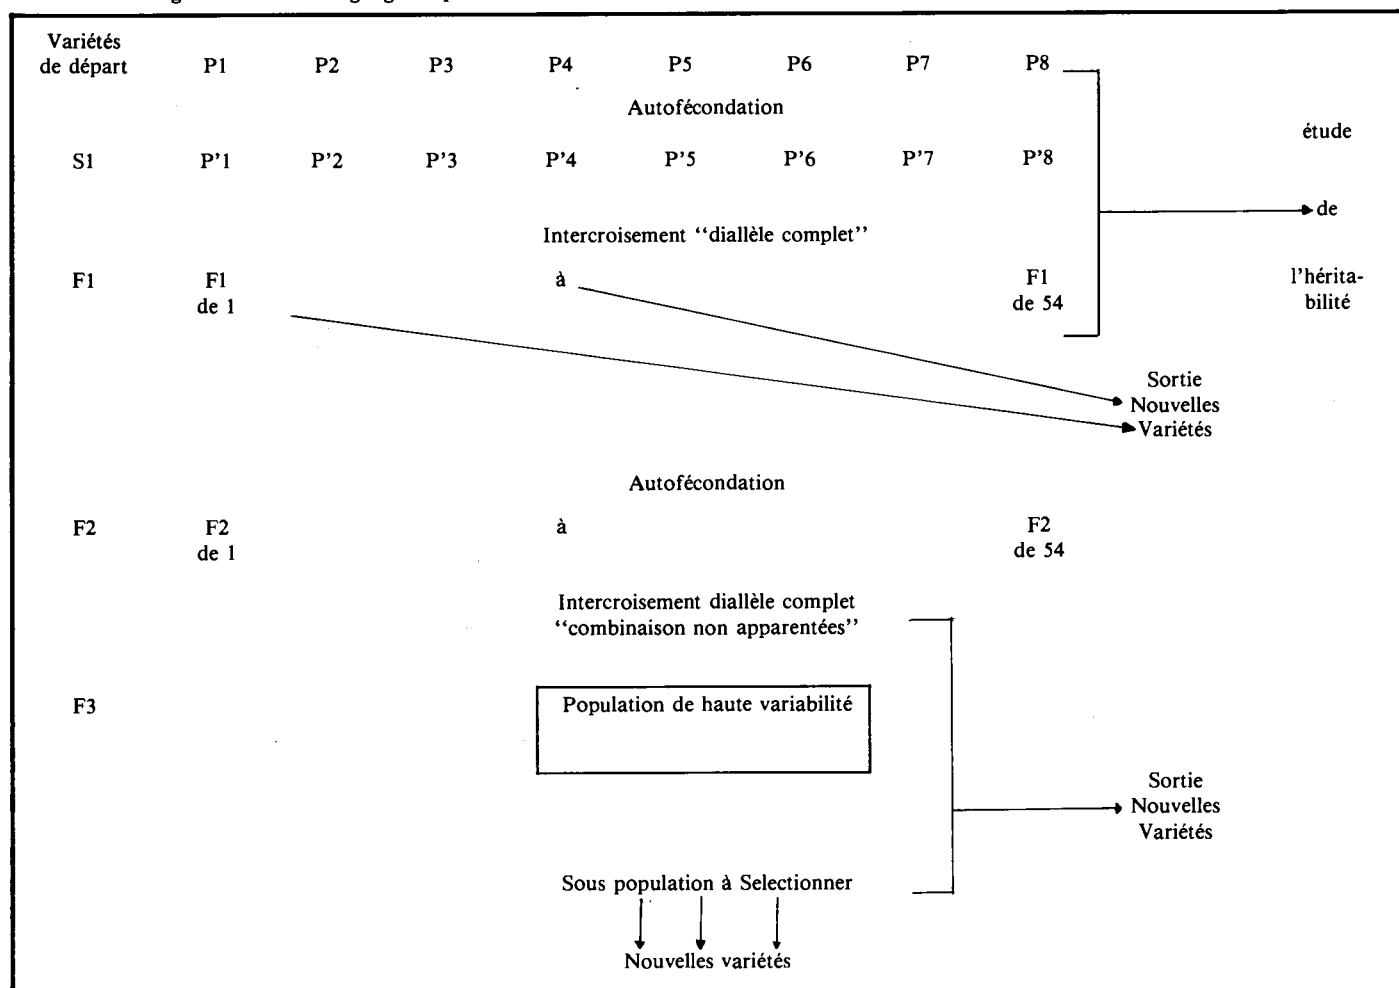 Variétés
de départ P1 P2 P3 P4 P5 P6 P7 P8
Autofécondation
S1 P'1 P'2 P'3 P'4 P'5 P'6 P'7 P'8
étude
de
l'hérita-
bilité
Intercroisement "diallèle complet"
F1 F1 à F1
de 1 de 54
Sortie
Nouvelles
Variétés
Autofécondation
F2 F2 à F2
de 1 de 54
Intercroisement diallèle complet
"combinaison non apparentées"
F3 Population de haute variabilité
Sortie
Nouvelles
Variétés
Sous population à Selectionner
Nouvelles variétés